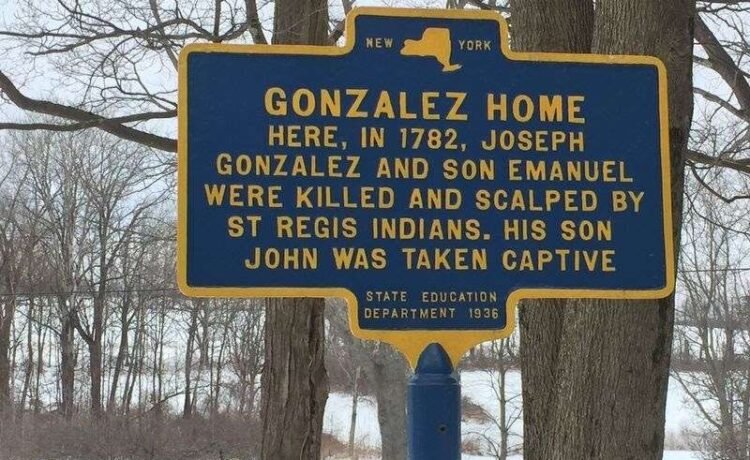 NEW YORK
GONZALEZ HOME
HERE, IN 1782, JOSEPH
GONZALEZ AND SON EMANUEL
WERE KILLED AND SCALPED BY
ST REGIS INDIANS. HIS SON
JOHN WAS TAKEN CAPTIVE
STATE EDUCATION
DEPARTMENT 1936